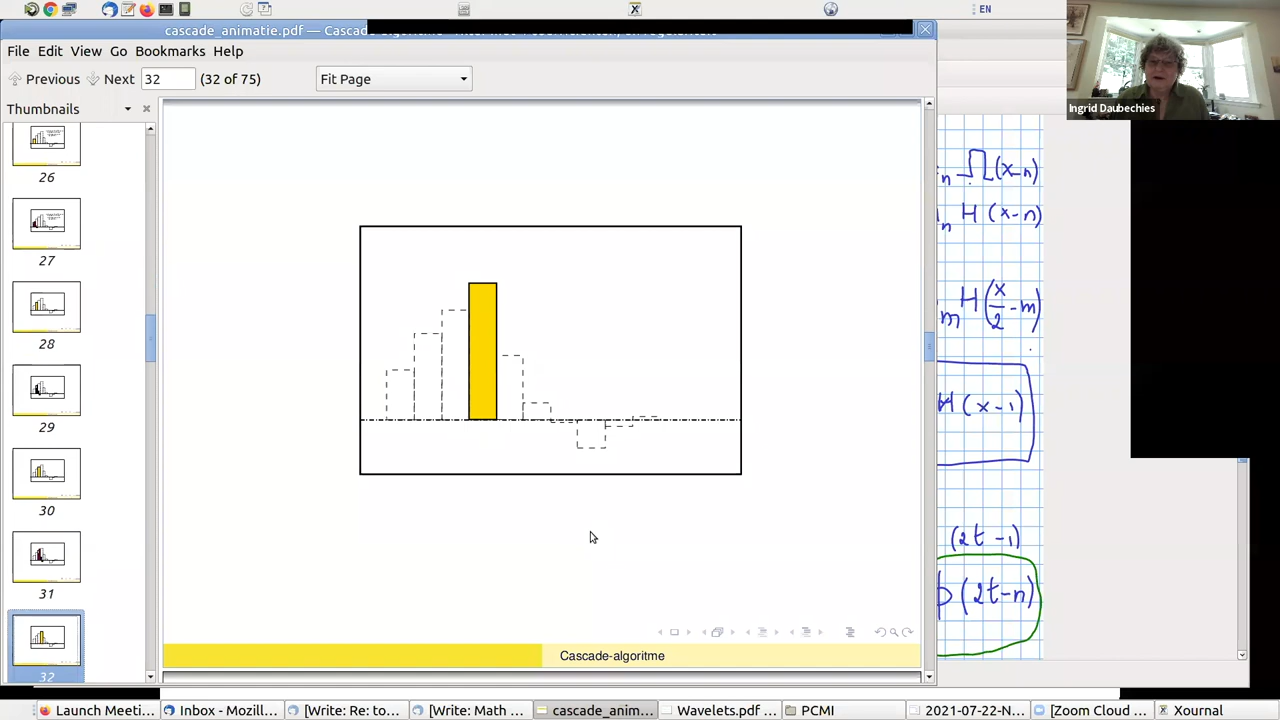 EN
cascade_animatie.pdf — Cascade
File Edit View Go Bookmarks Help
Previous Next 32 (32 of 75) Fit Page
Thumbnails
26
27
28
29
30
31
32
Cascade-algoritme
Ingrid Daubechies
n (x-n)
n H (x-n)
m H (x/2 - m)
H (x-1)
(2t-1)
(2t-n)
Launch Meeti... Inbox - Mozill... [Write: Re: to... [Write: Math ... cascade_anim... Wavelets.pdf ... PCMI 2021-07-22-N... [Zoom Cloud ... Xournal